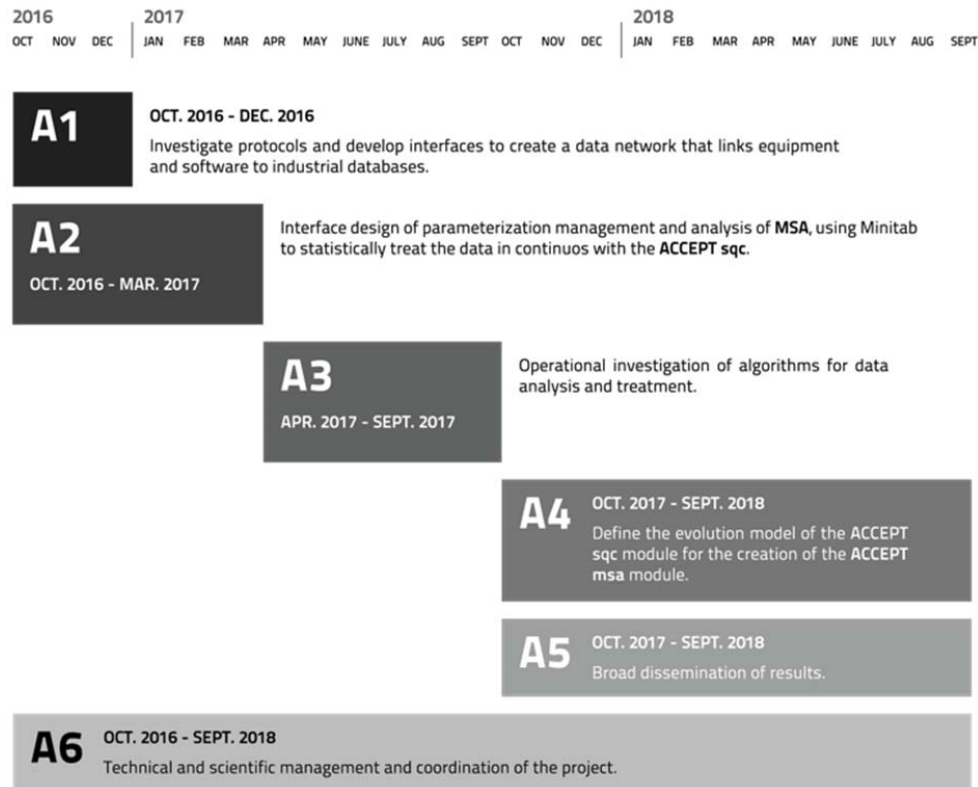 2016 2017 2018
OCT NOV DEC JAN FEB MAR APR MAY JUNE JULY AUG SEPT OCT NOV DEC JAN FEB MAR APR MAY JUNE JULY AUG SEPT
A1
OCT. 2016 - DEC. 2016
Investigate protocols and develop interfaces to create a data network that links equipment
and software to industrial databases.
A2
OCT. 2016 - MAR. 2017
Interface design of parameterization management and analysis of MSA, using Minitab
to statistically treat the data in continuos with the ACCEPT sqc.
A3
APR. 2017 - SEPT. 2017
Operational investigation of algorithms for data
analysis and treatment.
A4
OCT. 2017 - SEPT. 2018
Define the evolution model of the ACCEPT
sqc module for the creation of the ACCEPT
msa module.
A5
OCT. 2017 - SEPT. 2018
Broad dissemination of results.
A6
OCT. 2016 - SEPT. 2018
Technical and scientific management and coordination of the project.